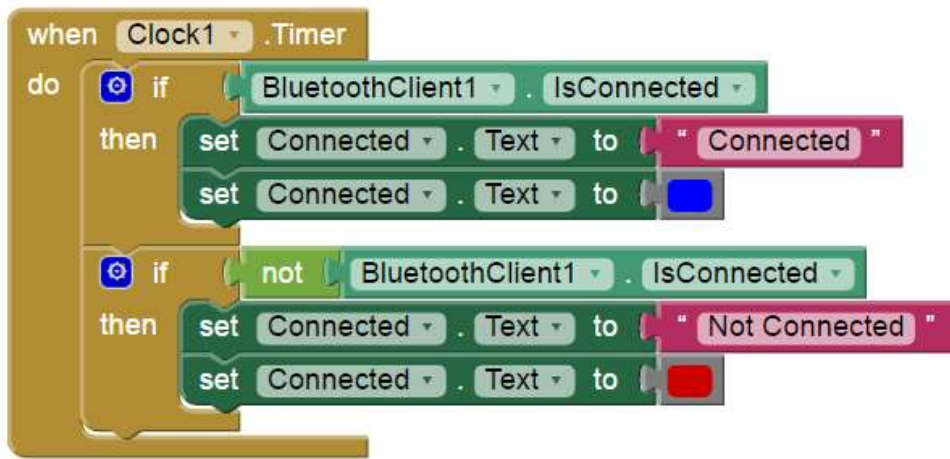 when Clock1 .Timer
do if BluetoothClient1 . IsConnected
then set Connected . Text to " Connected "
set Connected . Text to
if not BluetoothClient1 . IsConnected
then set Connected . Text to " Not Connected "
set Connected . Text to